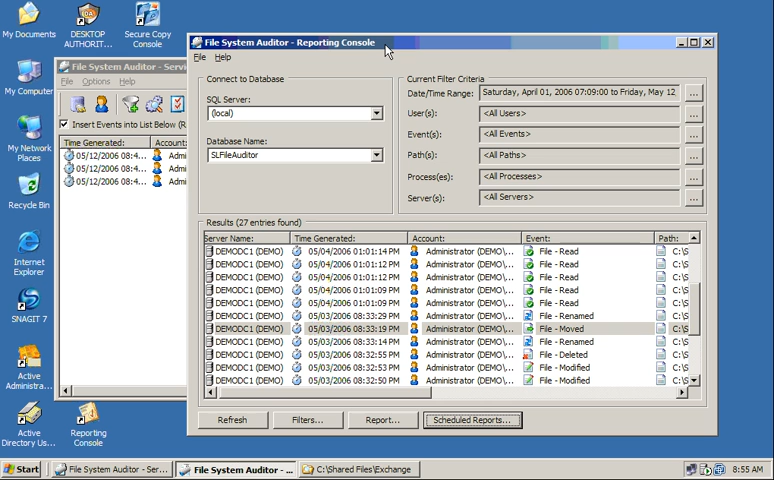 My Documents
DESKTOP
AUTHORIT...
Secure Copy
Console
My Computer
My Network
Places
Recycle Bin
Internet
Explorer
SNAGIT 7
Active
Administra...
Active
Directory Us...
Reporting
Console
File System Auditor - Servi
File Options Help
Insert Events into List Below (R
Time Generated: Account:
05/12/2006 08:4... Admi
05/12/2006 08:4... Admi
05/12/2006 08:4... Admi
File System Auditor - Reporting Console
File Help
Connect to Database
SQL Server:
(local)
Database Name:
SLFileAuditor
Current Filter Criteria
Date/Time Range: Saturday, April 01, 2006 07:09:00 to Friday, May 12 ...
User(s): <All Users> ...
Event(s): <All Events> ...
Path(s): <All Paths> ...
Process(es): <All Processes> ...
Server(s): <All Servers> ...
Results (27 entries found)
Server Name: Time Generated: Account: Event: Path:
DEMODC1 (DEMO) 05/04/2006 01:01:14 PM Administrator (DEMO\... File - Read C:\S
DEMODC1 (DEMO) 05/04/2006 01:01:12 PM Administrator (DEMO\... File - Read C:\S
DEMODC1 (DEMO) 05/04/2006 01:01:12 PM Administrator (DEMO\... File - Read C:\S
DEMODC1 (DEMO) 05/04/2006 01:01:09 PM Administrator (DEMO\... File - Read C:\S
DEMODC1 (DEMO) 05/04/2006 01:01:09 PM Administrator (DEMO\... File - Read C:\S
DEMODC1 (DEMO) 05/03/2006 08:33:29 PM Administrator (DEMO\... File - Renamed C:\S
DEMODC1 (DEMO) 05/03/2006 08:33:19 PM Administrator (DEMO\... File - Moved C:\S
DEMODC1 (DEMO) 05/03/2006 08:33:14 PM Administrator (DEMO\... File - Renamed C:\S
DEMODC1 (DEMO) 05/03/2006 08:32:55 PM Administrator (DEMO\... File - Deleted C:\S
DEMODC1 (DEMO) 05/03/2006 08:32:53 PM Administrator (DEMO\... File - Modified C:\S
DEMODC1 (DEMO) 05/03/2006 08:32:50 PM Administrator (DEMO\... File - Modified C:\S
Refresh Filters... Report... Scheduled Reports...
Start File System Auditor - Ser... File System Auditor - ... C:\Shared Files\Exchange 8:55 AM